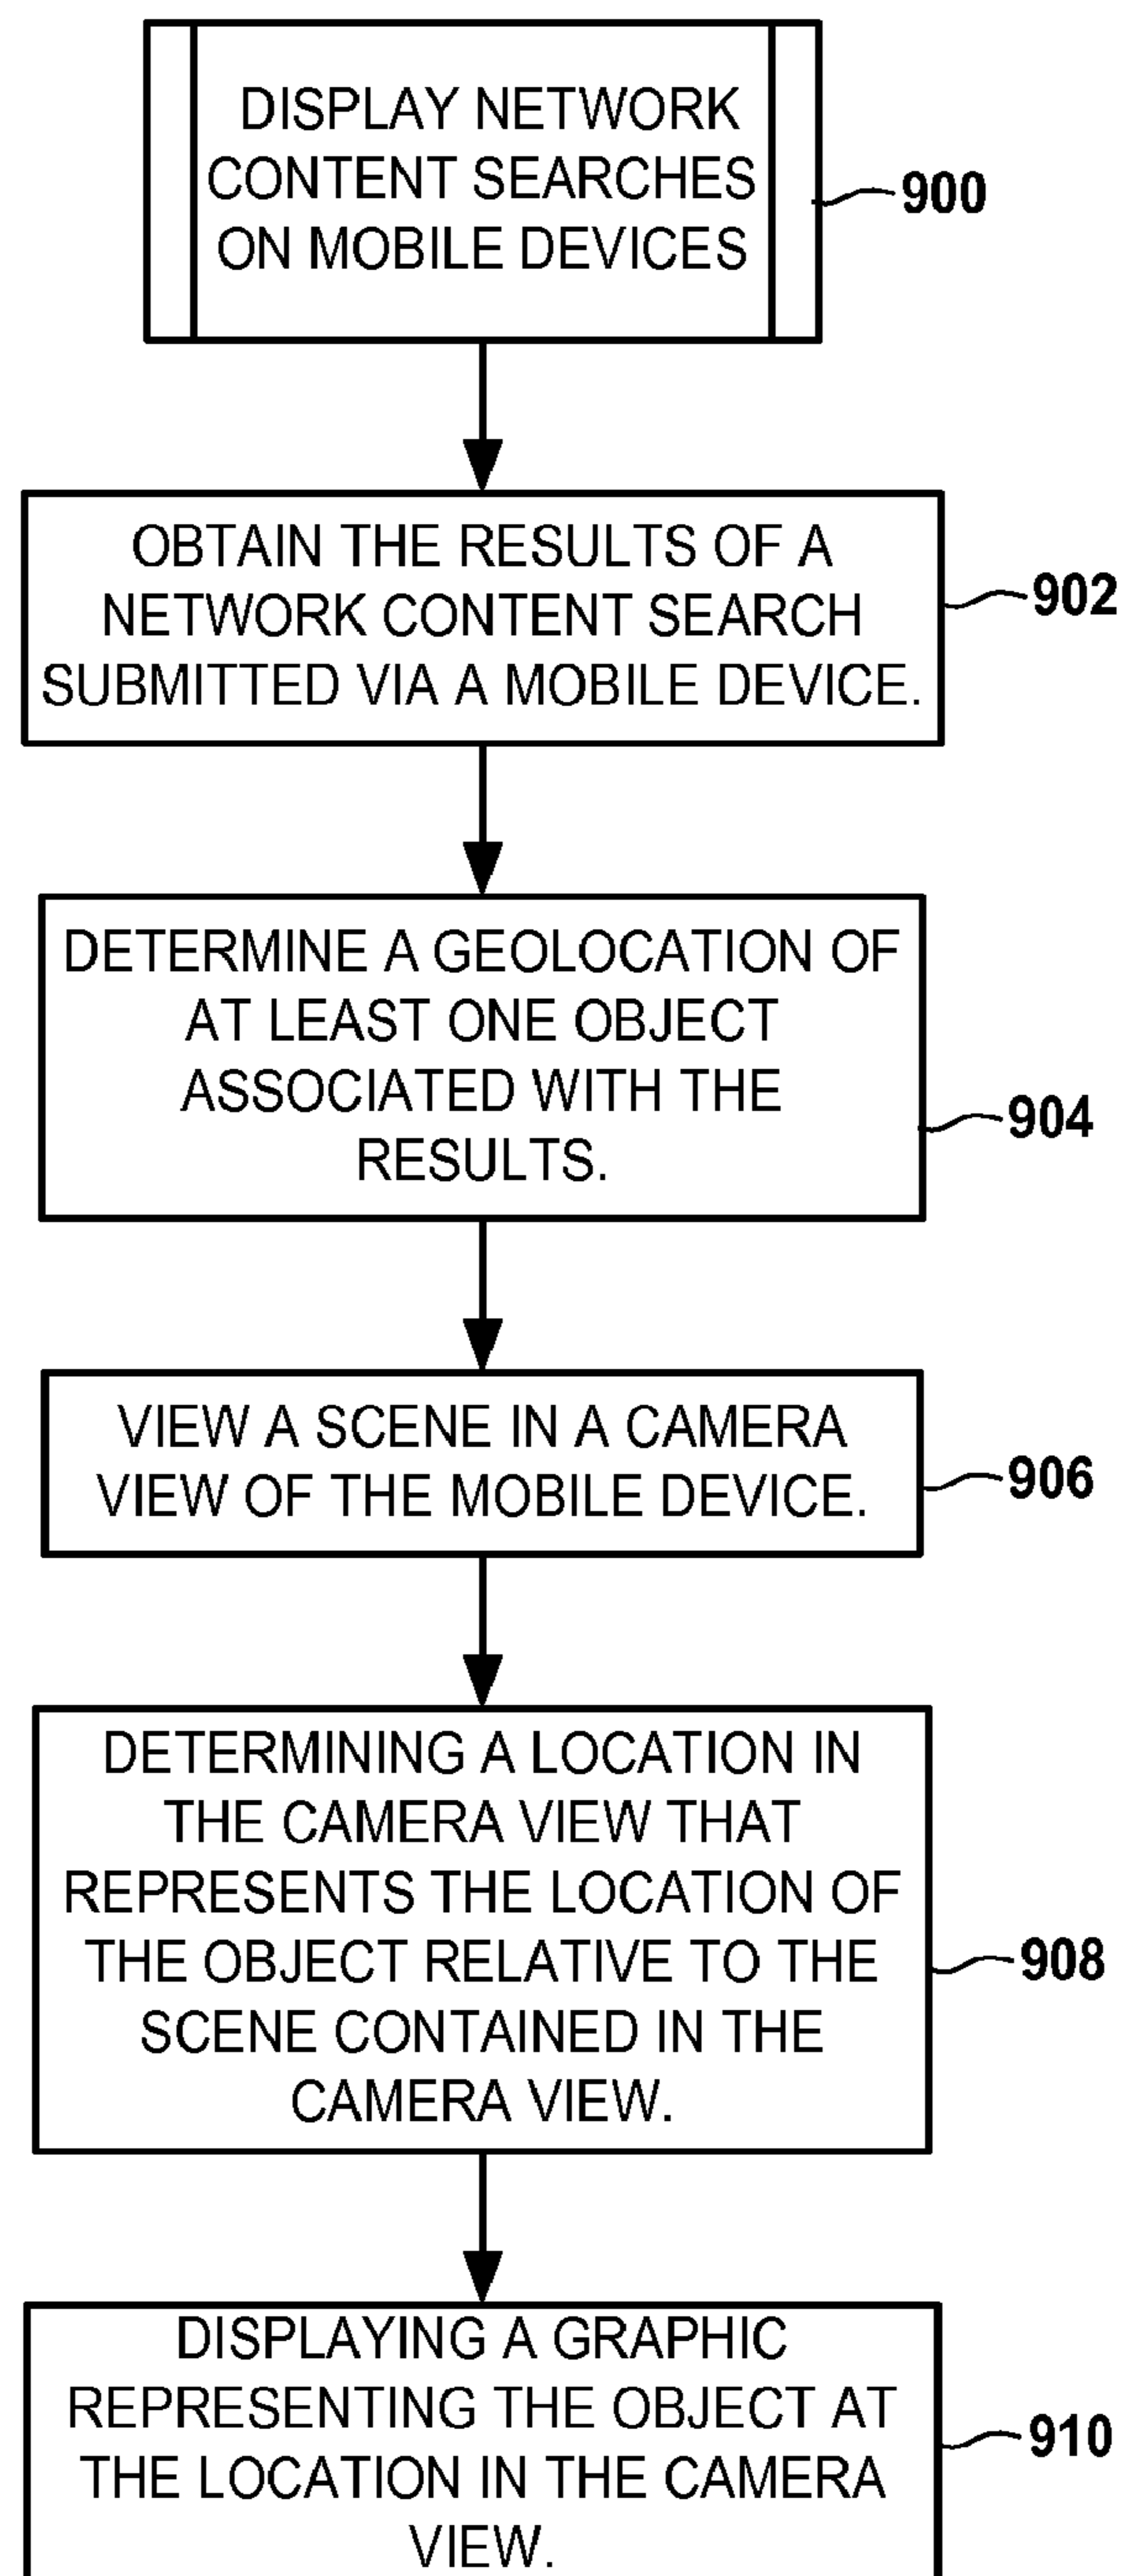 DISPLAY NETWORK
CONTENT SEARCHES
ON MOBILE DEVICES
900
OBTAIN THE RESULTS OF A
NETWORK CONTENT SEARCH
SUBMITTED VIA A MOBILE DEVICE.
902
DETERMINE A GEOLOCATION OF
AT LEAST ONE OBJECT
ASSOCIATED WITH THE
RESULTS.
904
VIEW A SCENE IN A CAMERA
VIEW OF THE MOBILE DEVICE.
906
DETERMINING A LOCATION IN
THE CAMERA VIEW THAT
REPRESENTS THE LOCATION OF
THE OBJECT RELATIVE TO THE
SCENE CONTAINED IN THE
CAMERA VIEW.
908
DISPLAYING A GRAPHIC
REPRESENTING THE OBJECT AT
THE LOCATION IN THE CAMERA
VIEW.
910